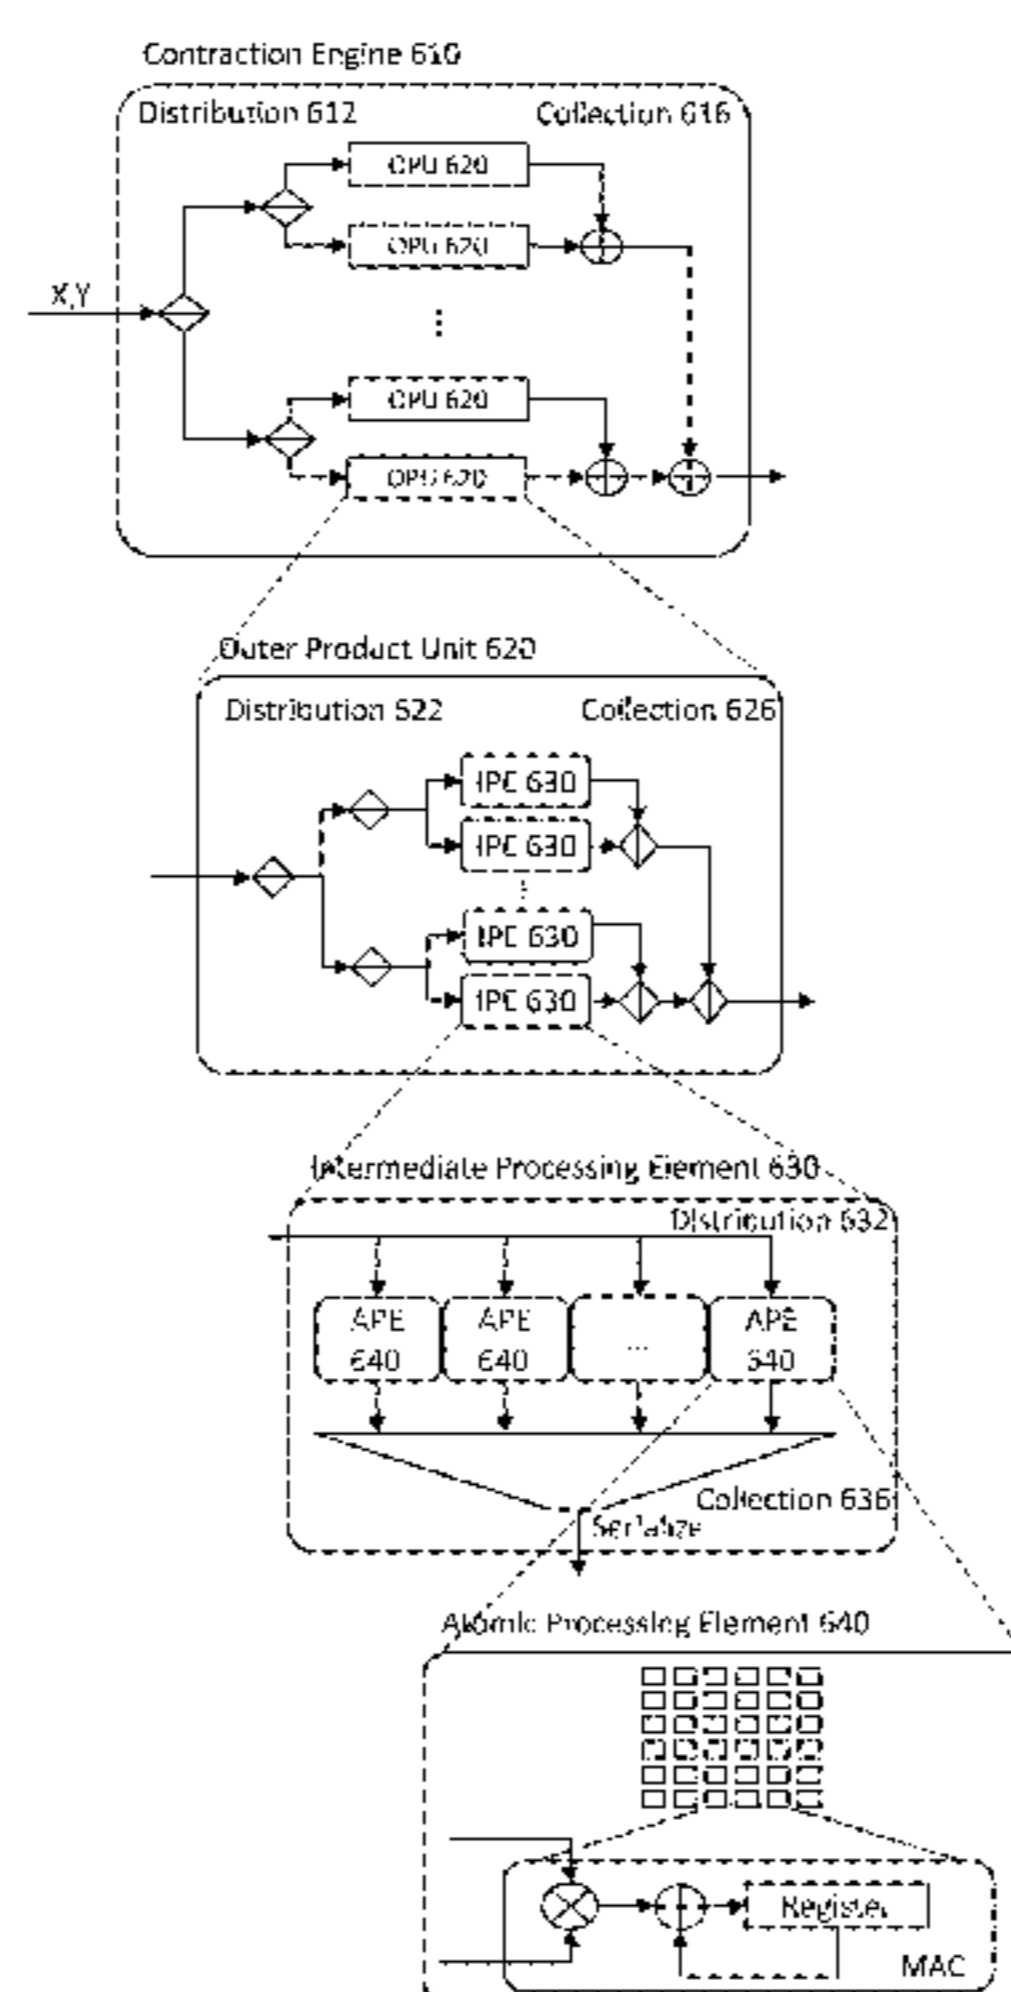 Contraction Engine 610
Distribution 612
Collection 616
OPU 620
OPU 620
X,Y
⋮
OPU 620
OPU 620
Outer Product Unit 620
Distribution 622
Collection 626
IPE 630
IPE 630
⋮
IPE 630
IPE 630
Intermediate Processing Element 630
Distribution 632
APE
640
APE
640
...
APE
640
Collection 636
Serialize
Atomic Processing Element 640
Register
MAC